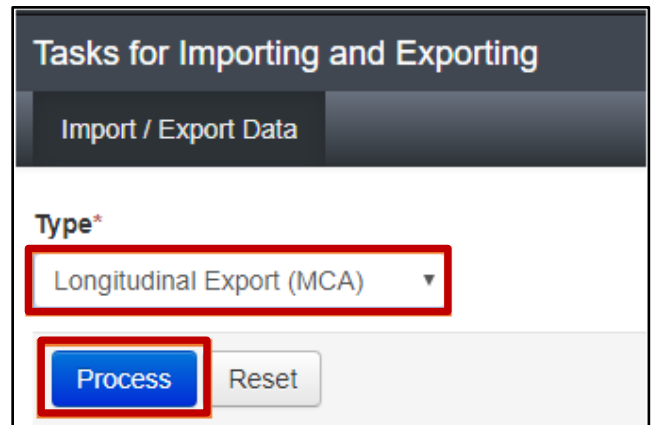 Tasks for Importing and Exporting
Import / Export Data
Type*
Longitudinal Export (MCA)
Process Reset